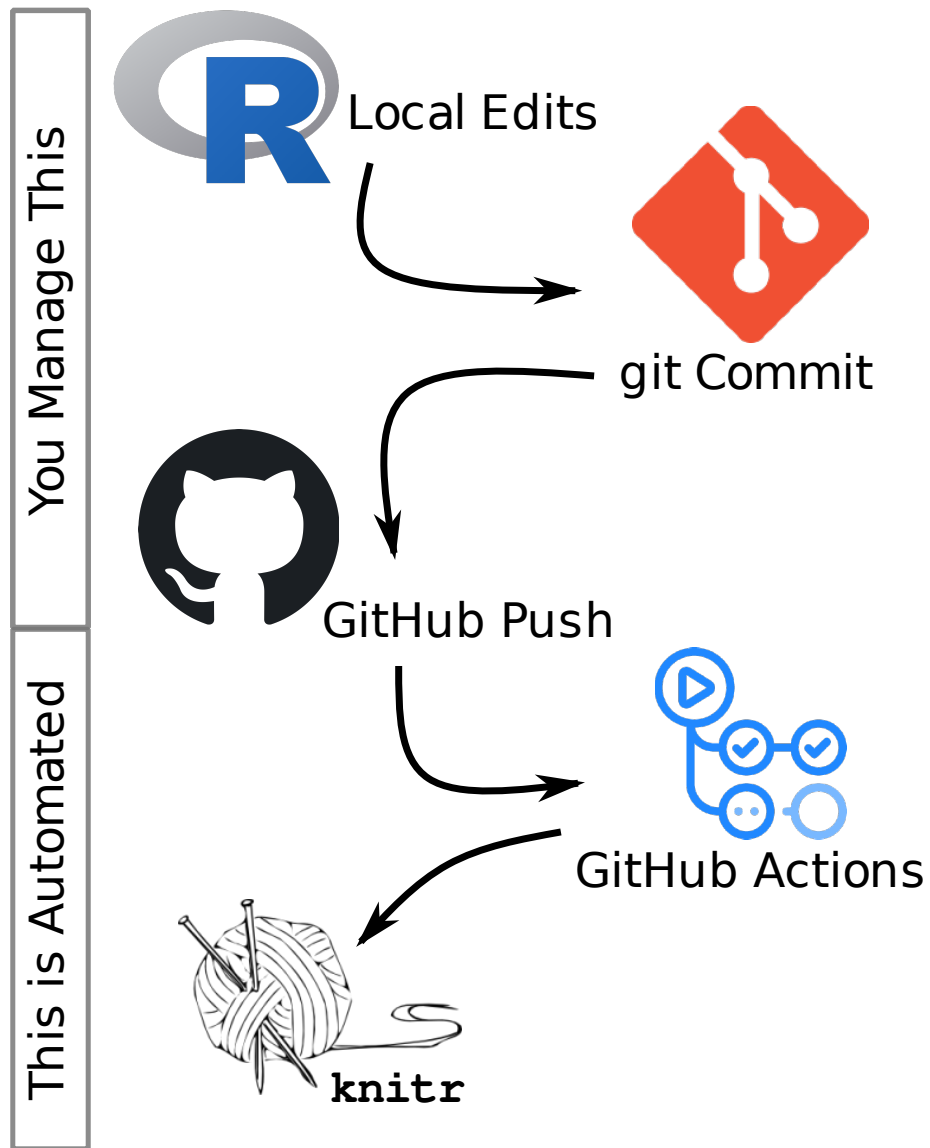 You Manage This
R
Local Edits
git Commit
GitHub Push
This is Automated
GitHub Actions
knitr